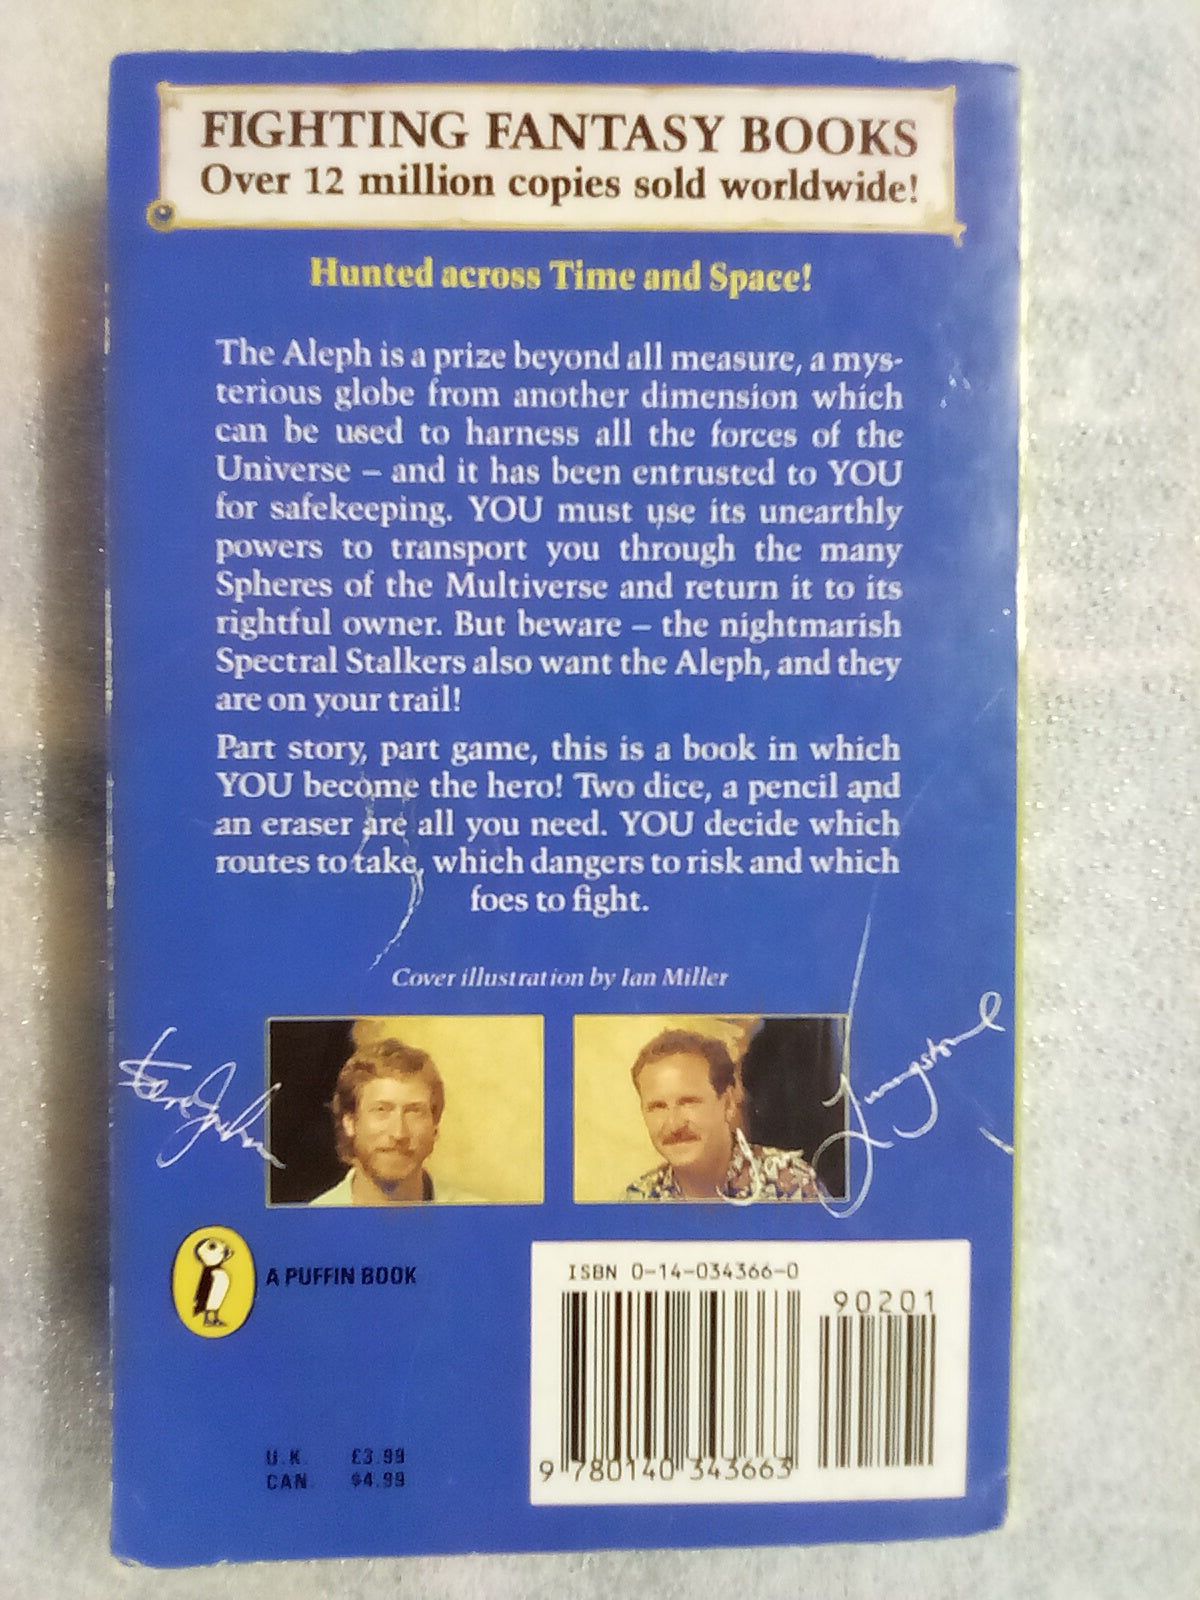 FIGHTING FANTASY BOOKS
Over 12 million copies sold worldwide!
Hunted across Time and Space!
The Aleph is a prize beyond all measure, a mys-
terious globe from another dimension which
can be used to harness all the forces of the
Universe – and it has been entrusted to YOU
for safekeeping. YOU must use its unearthly
powers to transport you through the many
Spheres of the Multiverse and return it to its
rightful owner. But beware – the nightmarish
Spectral Stalkers also want the Aleph, and they
are on your trail!
Part story, part game, this is a book in which
YOU become the hero! Two dice, a pencil and
an eraser are all you need. YOU decide which
routes to take, which dangers to risk and which
foes to fight.
Cover illustration by Ian Miller
Ian Livingstone
A PUFFIN BOOK
ISBN 0-14-034366-0
90201
9 780140 343663
U.K. £3.99
CAN. $4.99